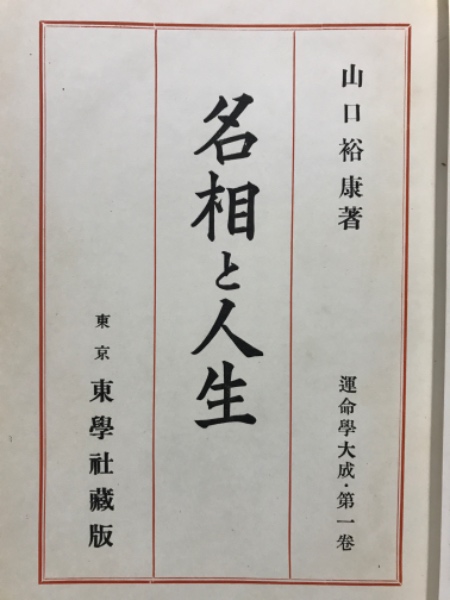 山口裕康著
運命學大成・第一卷
名相と人生
東京
東學社藏版